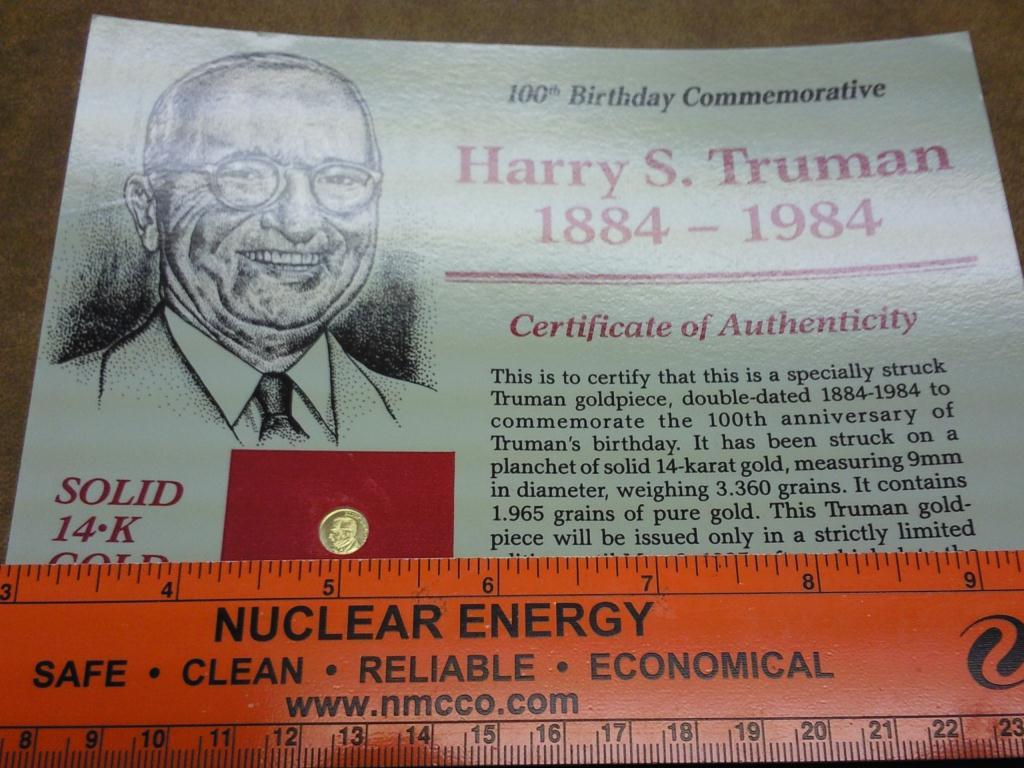 100th Birthday Commemorative
Harry S. Truman
1884 – 1984
Certificate of Authenticity
This is to certify that this is a specially struck
Truman goldpiece, double-dated 1884-1984 to
commemorate the 100th anniversary of
Truman's birthday. It has been struck on a
planchet of solid 14-karat gold, measuring 9mm
in diameter, weighing 3.360 grains. It contains
1.965 grains of pure gold. This Truman gold-
piece will be issued only in a strictly limited
SOLID
14•K
GOLD
3 4 5 6 7 8 9
NUCLEAR ENERGY
SAFE • CLEAN • RELIABLE • ECONOMICAL
www.nmcco.com
8 9 10 11 12 13 14 15 16 17 18 19 20 21 22 23